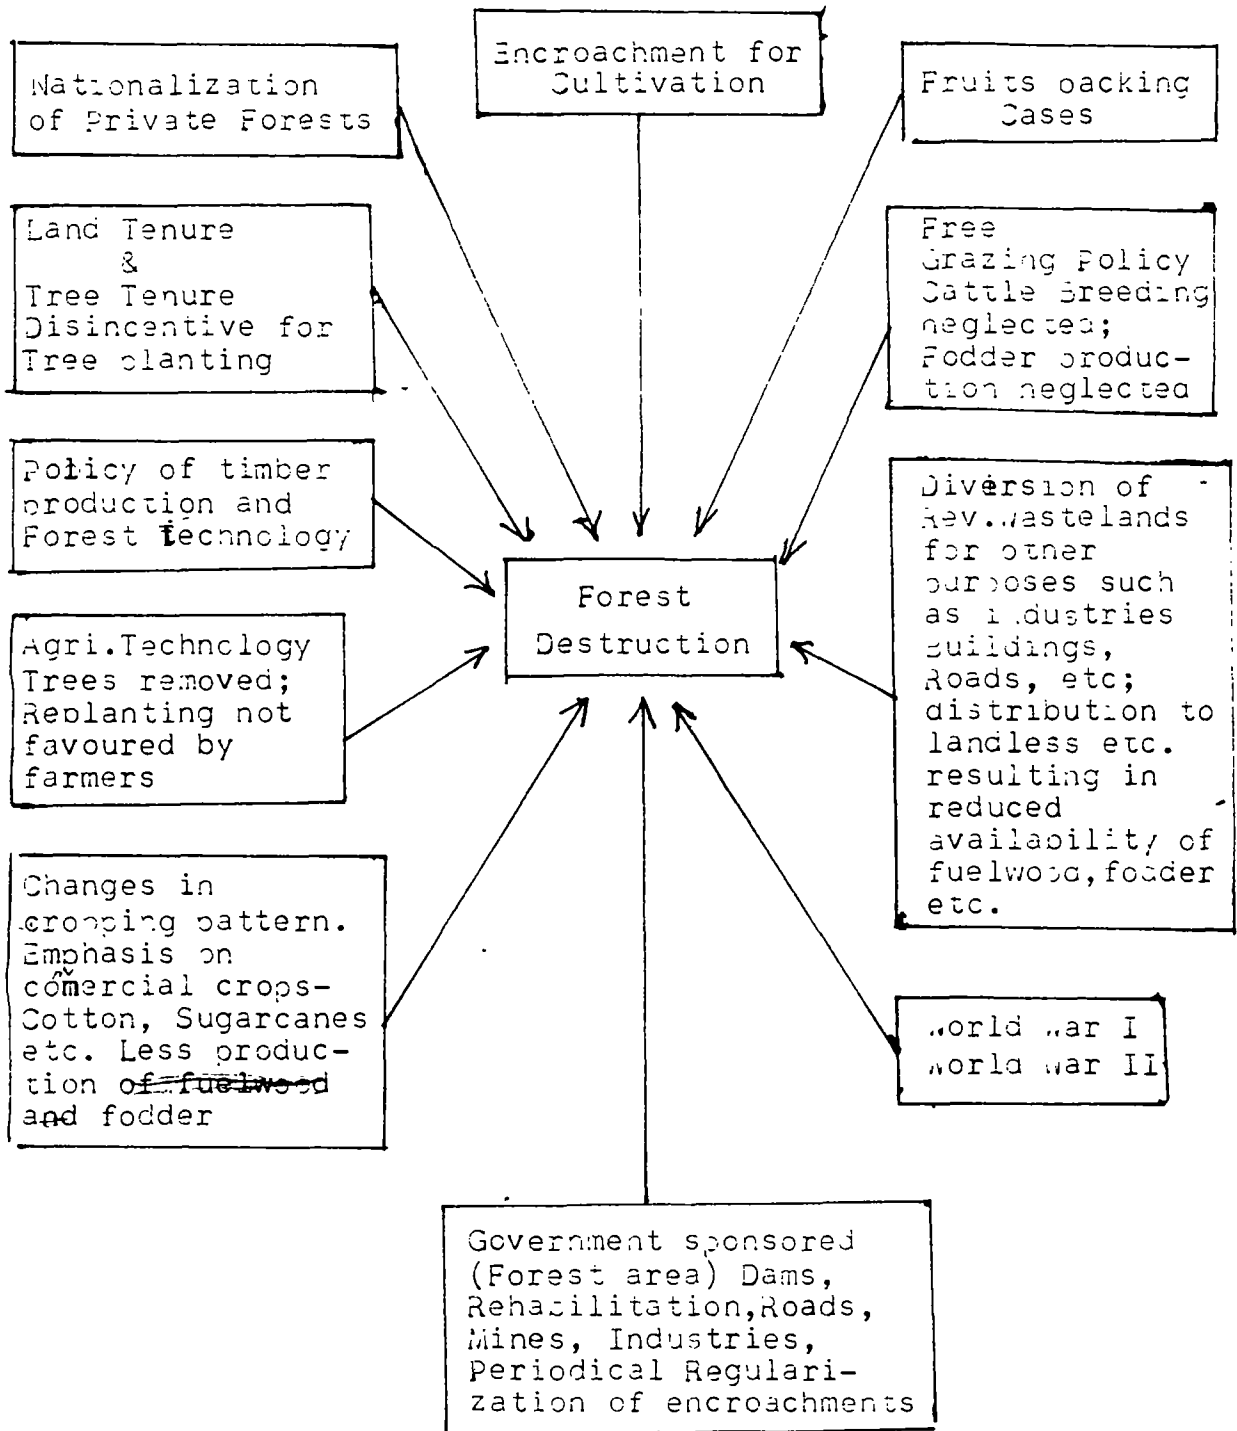 Nationalization
of Private Forests
Encroachment for
Cultivation
Fruits packing
Cases
Land Tenure
&
Tree Tenure
Disincentive for
Tree planting
Free
Grazing Policy
Cattle Breeding
neglected;
Fodder produc-
tion neglected
Policy of timber
production and
Forest Technology
Diversion of
Rev.Wastelands
for other
purposes such
as industries
Buildings,
Roads, etc;
distribution to
landless etc.
resulting in
reduced
availability of
fuelwood,fodder
etc.
Forest
Destruction
Agri.Technology
Trees removed;
Replanting not
favoured by
farmers
Changes in
cropping pattern.
Emphasis on
comercial crops-
Cotton, Sugarcanes
etc. Less produc-
tion of fuelwood
and fodder
World War I
World War II
Government sponsored
(Forest area) Dams,
Rehabilitation,Roads,
Mines, Industries,
Periodical Regulari-
zation of encroachments